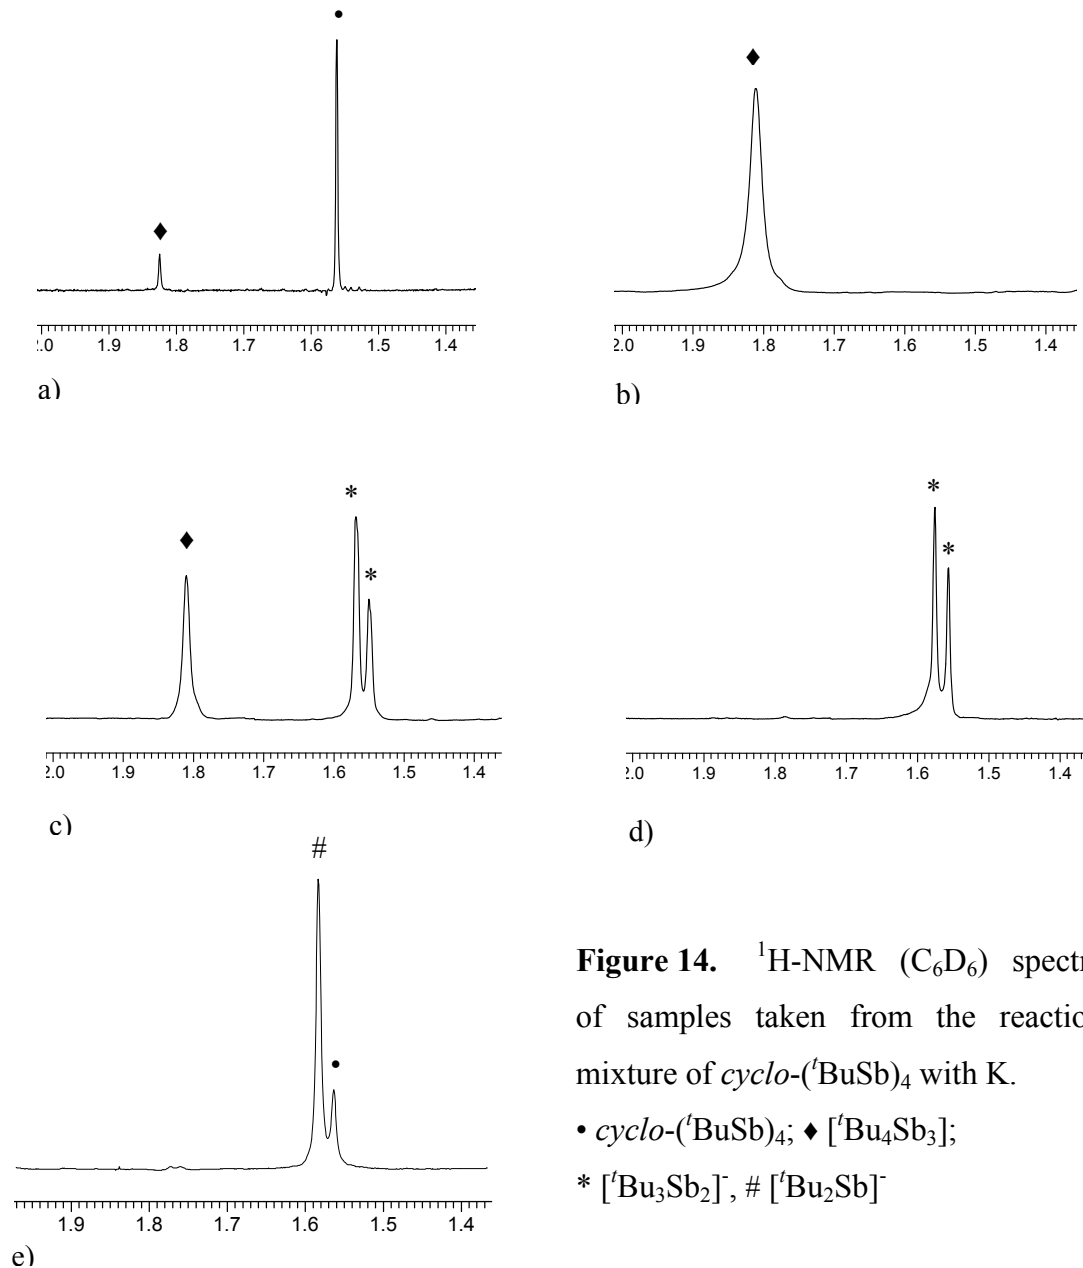 •
♦
♦
2.0 1.9 1.8 1.7 1.6 1.5 1.4
2.0 1.9 1.8 1.7 1.6 1.5 1.4
a)
b)
* *
♦ * *
2.0 1.9 1.8 1.7 1.6 1.5 1.4
2.0 1.9 1.8 1.7 1.6 1.5 1.4
c)
d)
#
•
1.9 1.8 1.7 1.6 1.5 1.4
e)
Figure 14. ¹H-NMR (C₆D₆) spectr
of samples taken from the reactio
mixture of cyclo-(ᵗBuSb)₄ with K.
• cyclo-(ᵗBuSb)₄; ♦ [ᵗBu₄Sb₃];
* [ᵗBu₃Sb₂]⁻, # [ᵗBu₂Sb]⁻